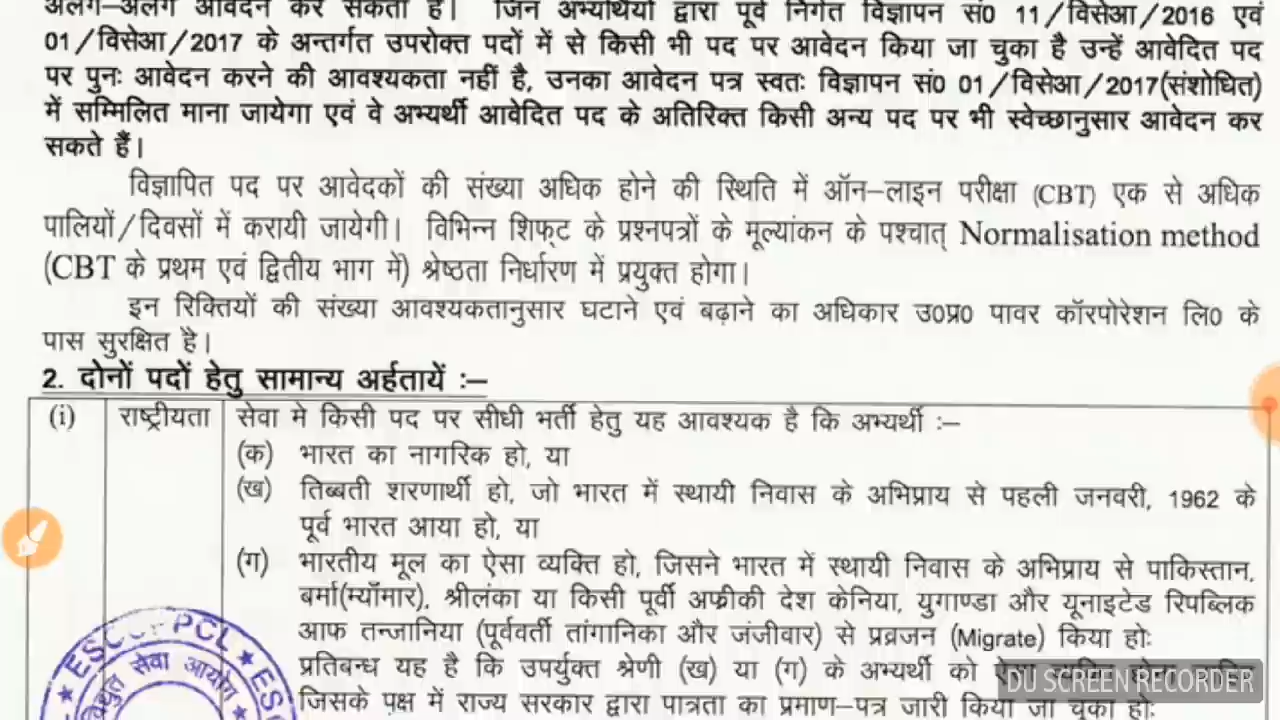 अलग–अलग आवेदन कर सकता है। जिन अभ्यर्थियों द्वारा पूर्व निर्गत विज्ञापन सं0 11/विसेआ/2016 एवं
01/विसेआ/2017 के अन्तर्गत उपरोक्त पदों में से किसी भी पद पर आवेदन किया जा चुका है उन्हें आवेदित पद
पर पुनः आवेदन करने की आवश्यकता नहीं है, उनका आवेदन पत्र स्वतः विज्ञापन सं0 01/विसेआ/2017(संशोधित)
में सम्मिलित माना जायेगा एवं वे अभ्यर्थी आवेदित पद के अतिरिक्त किसी अन्य पद पर भी स्वेच्छानुसार आवेदन कर
सकते हैं।
विज्ञापित पद पर आवेदकों की संख्या अधिक होने की स्थिति में ऑन–लाइन परीक्षा (CBT) एक से अधिक
पालियों/दिवसों में करायी जायेगी। विभिन्न शिफ्ट के प्रश्नपत्रों के मूल्यांकन के पश्चात् Normalisation method
(CBT के प्रथम एवं द्वितीय भाग में) श्रेष्ठता निर्धारण में प्रयुक्त होगा।
इन रिक्तियों की संख्या आवश्यकतानुसार घटाने एवं बढ़ाने का अधिकार उ0प्र0 पावर कॉरपोरेशन लि0 के
पास सुरक्षित है।
2. दोनों पदों हेतु सामान्य अर्हतायें :–
(i) राष्ट्रीयता सेवा मे किसी पद पर सीधी भर्ती हेतु यह आवश्यक है कि अभ्यर्थी :–
(क) भारत का नागरिक हो, या
(ख) तिब्बती शरणार्थी हो, जो भारत में स्थायी निवास के अभिप्राय से पहली जनवरी, 1962 के
पूर्व भारत आया हो, या
(ग) भारतीय मूल का ऐसा व्यक्ति हो, जिसने भारत में स्थायी निवास के अभिप्राय से पाकिस्तान,
बर्मा(म्यॉमार), श्रीलंका या किसी पूर्वी अफ्रीकी देश केनिया, युगाण्डा और यूनाइटेड रिपब्लिक
आफ तन्जानिया (पूर्ववर्ती तांगानिका और जंजीवार) से प्रव्रजन (Migrate) किया होः
प्रतिबन्ध यह है कि उपर्युक्त श्रेणी (ख) या (ग) के अभ्यर्थी को ऐसा व्यक्ति होना चाहिए
जिसके पक्ष में राज्य सरकार द्वारा पात्रता का प्रमाण–पत्र जारी किया जा चुका होः
ESC UPPCL ★ ESC
विद्युत सेवा आयोग ★
DU SCREEN RECORDER